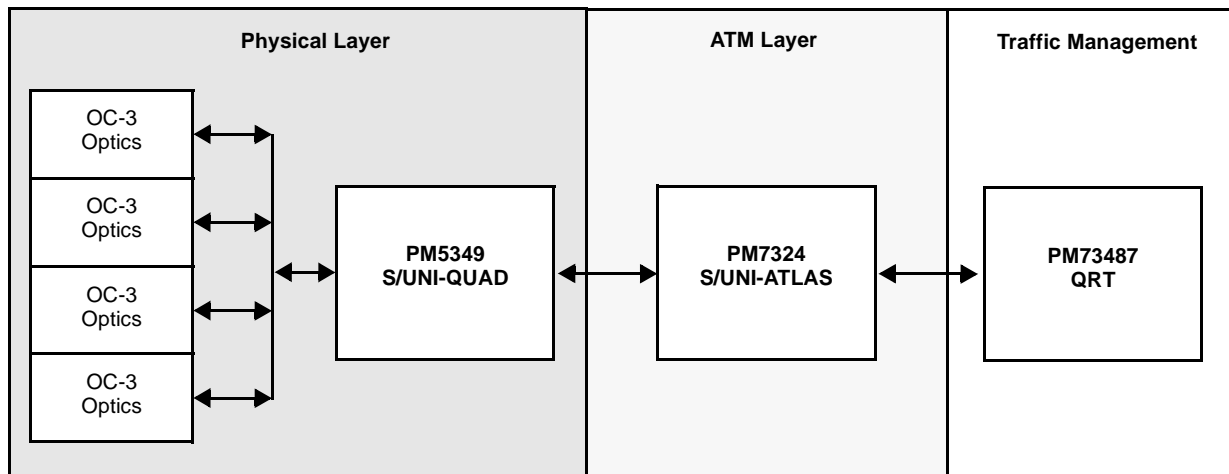 Physical Layer
ATM Layer
Traffic Management
OC-3
Optics
OC-3
Optics
OC-3
Optics
OC-3
Optics
PM5349
S/UNI-QUAD
PM7324
S/UNI-ATLAS
PM73487
QRT